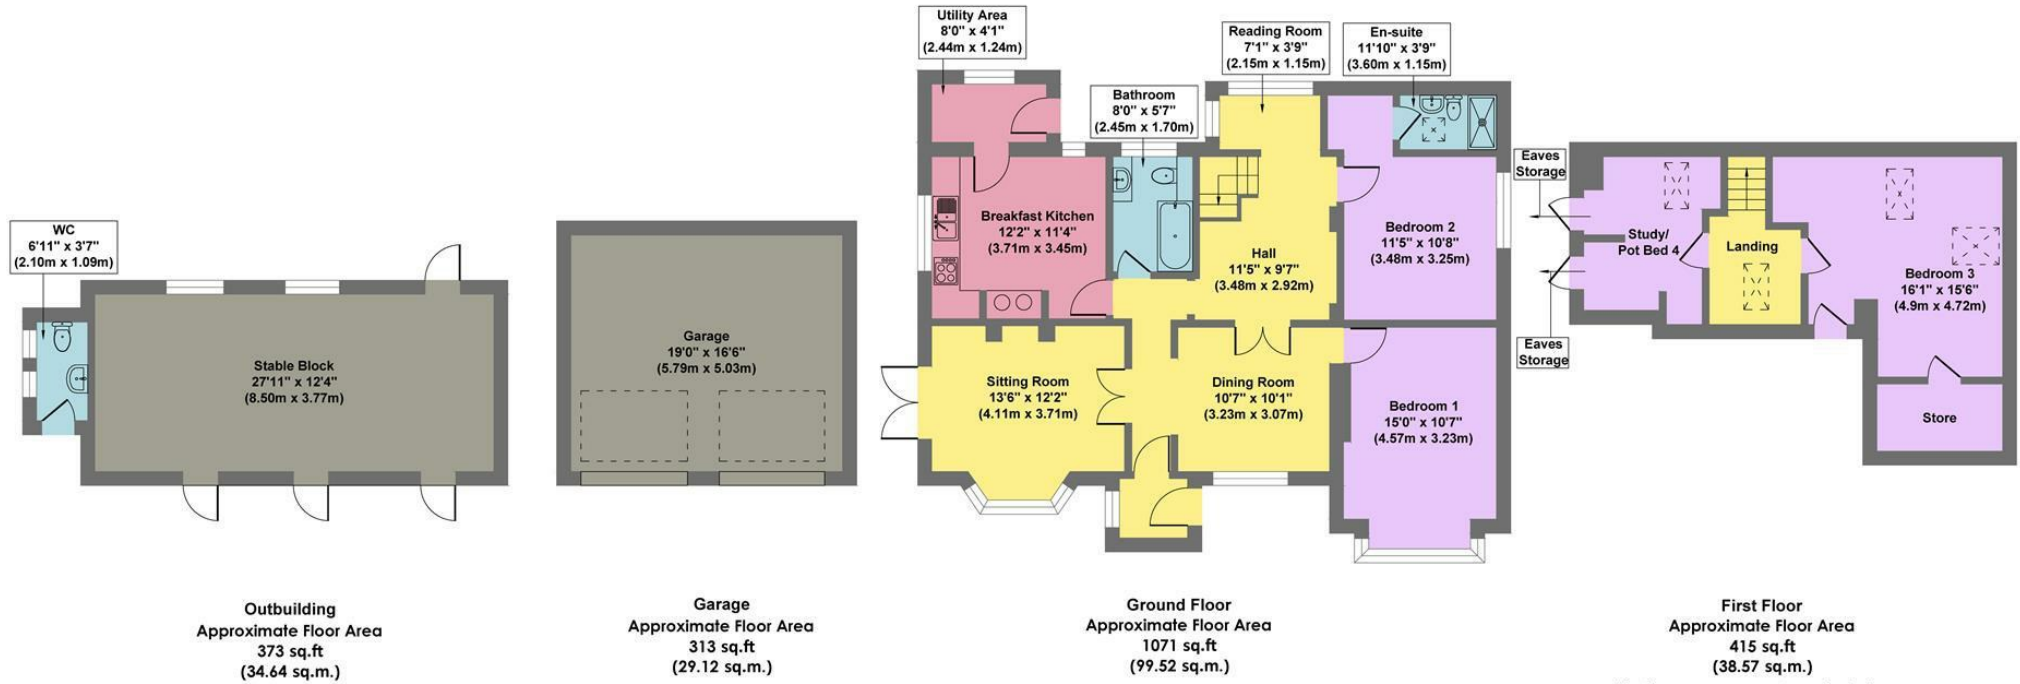 WC
6'11" x 3'7"
(2.10m x 1.09m)
Stable Block
27'11" x 12'4"
(8.50m x 3.77m)
Outbuilding
Approximate Floor Area
373 sq.ft
(34.64 sq.m.)
Garage
19'0" x 16'6"
(5.79m x 5.03m)
Garage
Approximate Floor Area
313 sq.ft
(29.12 sq.m.)
Utility Area
8'0" x 4'1"
(2.44m x 1.24m)
Bathroom
8'0" x 5'7"
(2.45m x 1.70m)
Reading Room
7'1" x 3'9"
(2.15m x 1.15m)
En-suite
11'10" x 3'9"
(3.60m x 1.15m)
Breakfast Kitchen
12'2" x 11'4"
(3.71m x 3.45m)
Hall
11'5" x 9'7"
(3.48m x 2.92m)
Bedroom 2
11'5" x 10'8"
(3.48m x 3.25m)
Sitting Room
13'6" x 12'2"
(4.11m x 3.71m)
Dining Room
10'7" x 10'1"
(3.23m x 3.07m)
Bedroom 1
15'0" x 10'7"
(4.57m x 3.23m)
Ground Floor
Approximate Floor Area
1071 sq.ft
(99.52 sq.m.)
Eaves
Storage
Study/
Pot Bed 4
Landing
Bedroom 3
16'1" x 15'6"
(4.9m x 4.72m)
Eaves
Storage
Store
First Floor
Approximate Floor Area
415 sq.ft
(38.57 sq.m.)